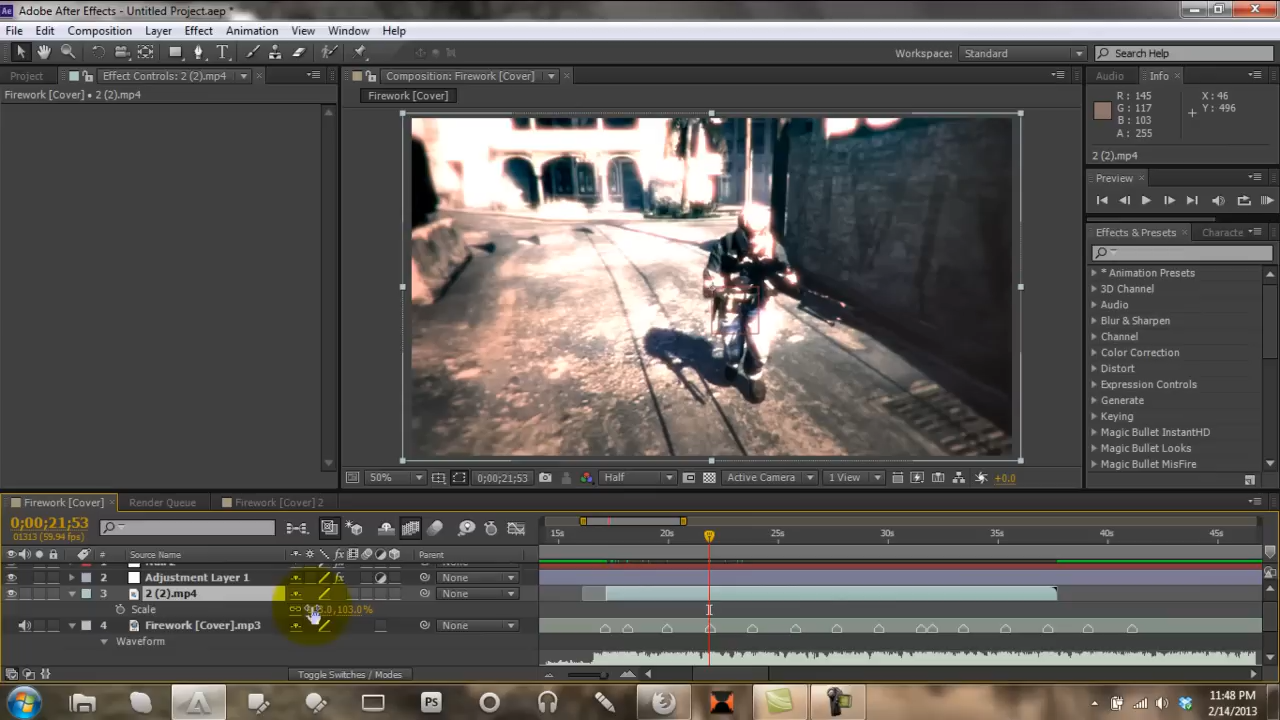 Adobe After Effects - Untitled Project.aep *
File Edit Composition Layer Effect Animation View Window Help
Workspace: Standard Search Help
Project Effect Controls: 2 (2).mp4 Composition: Firework [Cover] Audio Info
Firework [Cover] • 2 (2).mp4 Firework [Cover]
R : 145 X : 46
G : 117 Y : 496
B : 103
A : 255
2 (2).mp4
Preview
Effects & Presets Characte
* Animation Presets
3D Channel
Audio
Blur & Sharpen
Channel
Color Correction
Distort
Expression Controls
Generate
Keying
Magic Bullet InstantHD
Magic Bullet Looks
Magic Bullet MisFire
50% 0;00;21;53 Half Active Camera 1 View +0.0
Firework [Cover] Render Queue Firework [Cover] 2
0;00;21;53
01313 (59.94 fps)
15s 20s 25s 30s 35s 40s 45s
# Source Name Parent
2 Adjustment Layer 1 None
3 2 (2).mp4 None
Scale 103.0%
4 Firework [Cover].mp3 None
Waveform
Toggle Switches / Modes
11:48 PM
2/14/2013